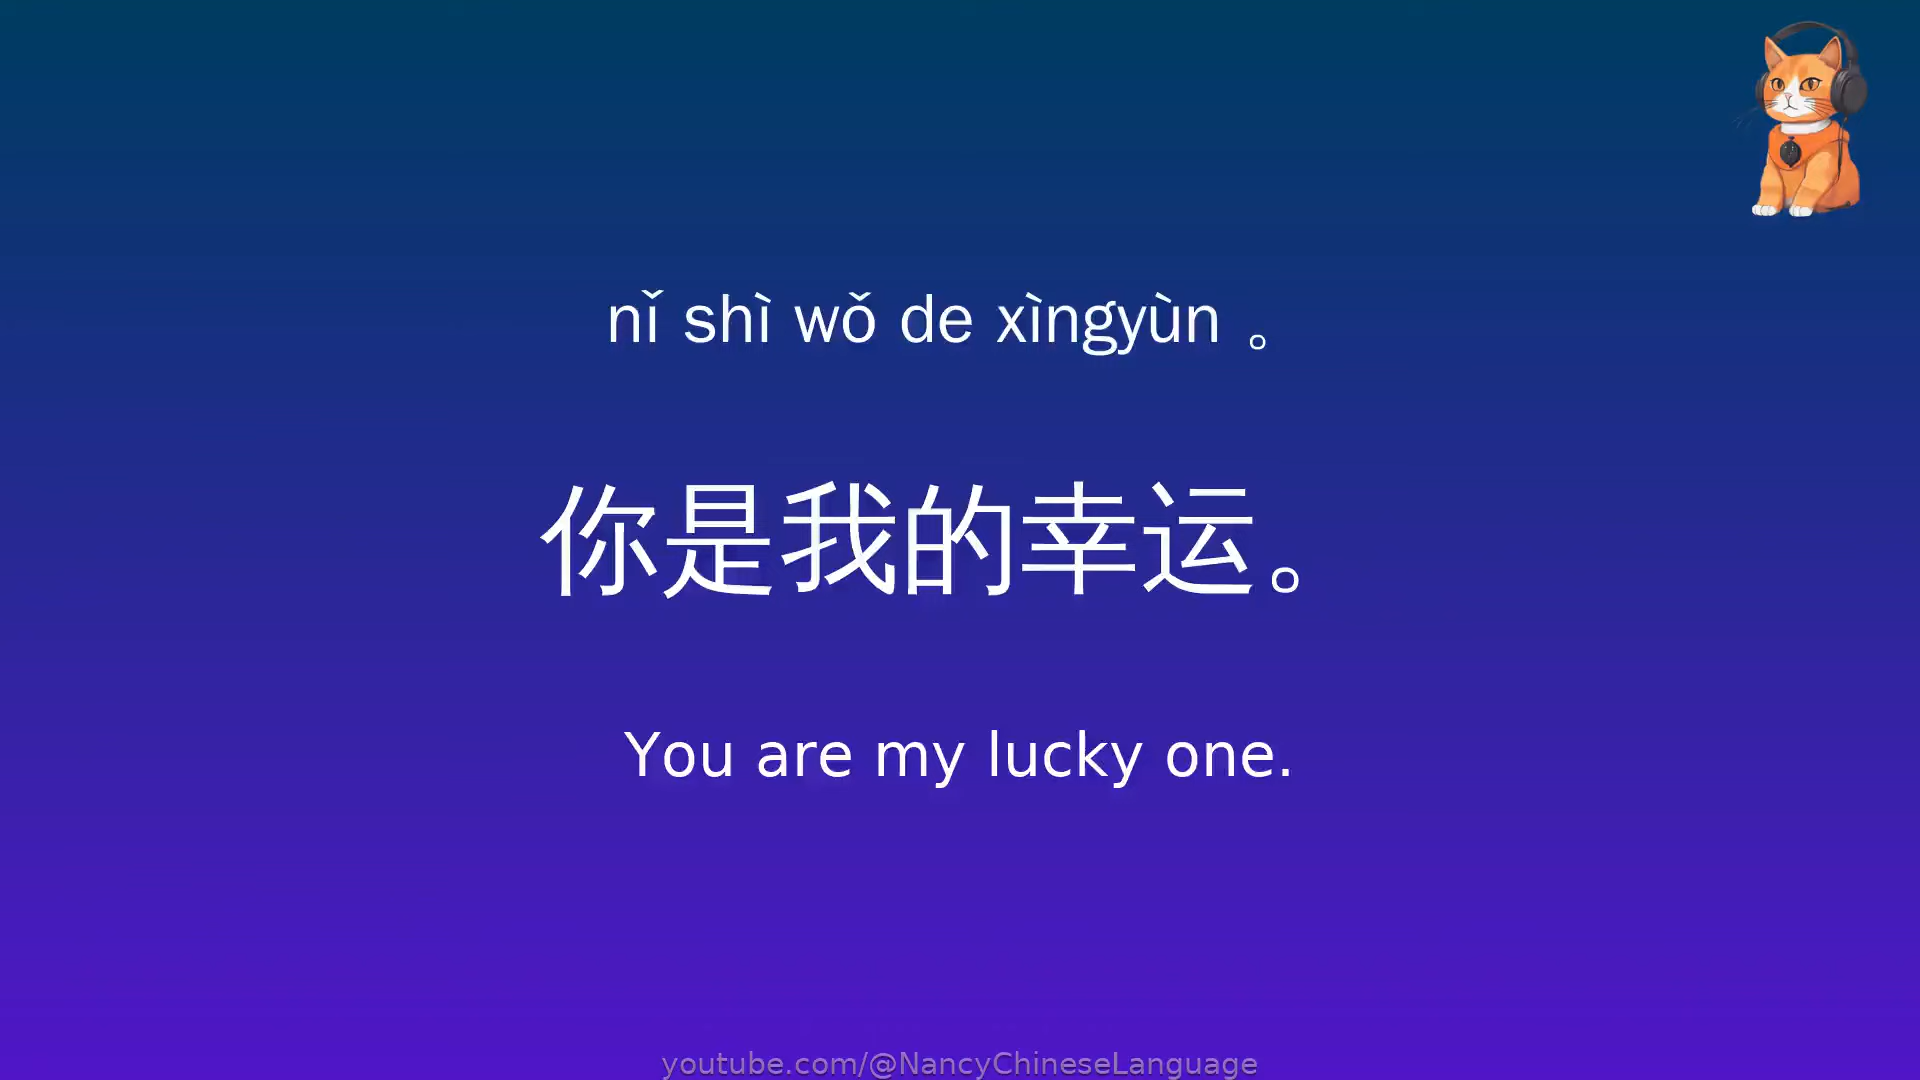 nǐ shì wǒ de xìngyùn 。
你是我的幸运。
You are my lucky one.
youtube.com/@NancyChineseLanguage